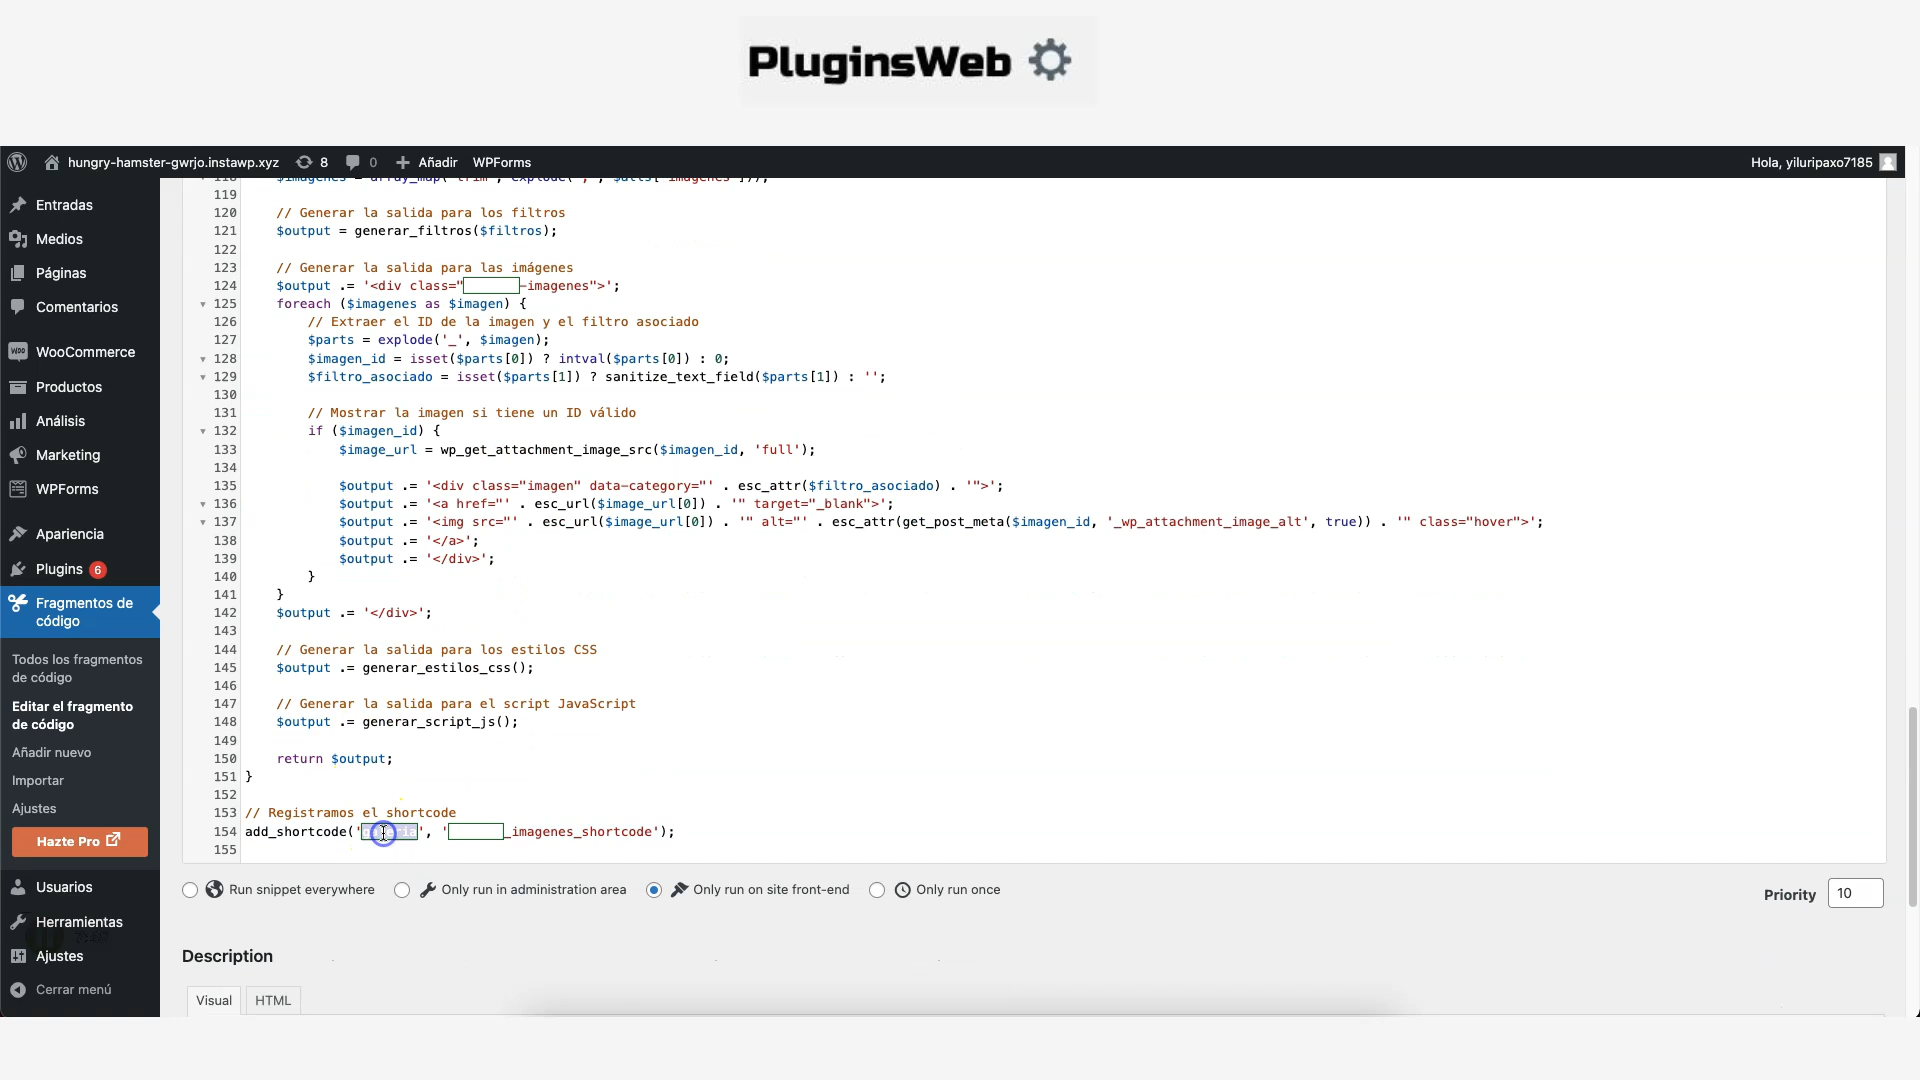 PluginsWeb
hungry-hamster-gwrjo.instawp.xyz 8 0 Añadir WPForms Hola, yiluripaxo7185
Entradas
Medios
Páginas
Comentarios
WooCommerce
Productos
Análisis
Marketing
WPForms
Apariencia
Plugins 6
Fragmentos de
código
Todos los fragmentos
de código
Editar el fragmento
de código
Añadir nuevo
Importar
Ajustes
Hazte Pro
Usuarios
Herramientas
Ajustes
Cerrar menú
119
120 // Generar la salida para los filtros
121 $output = generar_filtros($filtros);
122
123 // Generar la salida para las imágenes
124 $output .= '<div class="-imagenes">';
125 foreach ($imagenes as $imagen) {
126 // Extraer el ID de la imagen y el filtro asociado
127 $parts = explode('_', $imagen);
128 $imagen_id = isset($parts[0]) ? intval($parts[0]) : 0;
129 $filtro_asociado = isset($parts[1]) ? sanitize_text_field($parts[1]) : '';
130
131 // Mostrar la imagen si tiene un ID válido
132 if ($imagen_id) {
133 $image_url = wp_get_attachment_image_src($imagen_id, 'full');
134
135 $output .= '<div class="imagen" data-category="' . esc_attr($filtro_asociado) . '">';
136 $output .= '<a href="' . esc_url($image_url[0]) . '" target="_blank">';
137 $output .= '<img src="' . esc_url($image_url[0]) . '" alt="' . esc_attr(get_post_meta($imagen_id, '_wp_attachment_image_alt', true)) . '" class="hover">';
138 $output .= '</a>';
139 $output .= '</div>';
140 }
141 }
142 $output .= '</div>';
143
144 // Generar la salida para los estilos CSS
145 $output .= generar_estilos_css();
146
147 // Generar la salida para el script JavaScript
148 $output .= generar_script_js();
149
150 return $output;
151 }
152
153 // Registramos el shortcode
154 add_shortcode('', '_imagenes_shortcode');
155
Run snippet everywhere Only run in administration area Only run on site front-end Only run once Priority 10
Description
Visual HTML